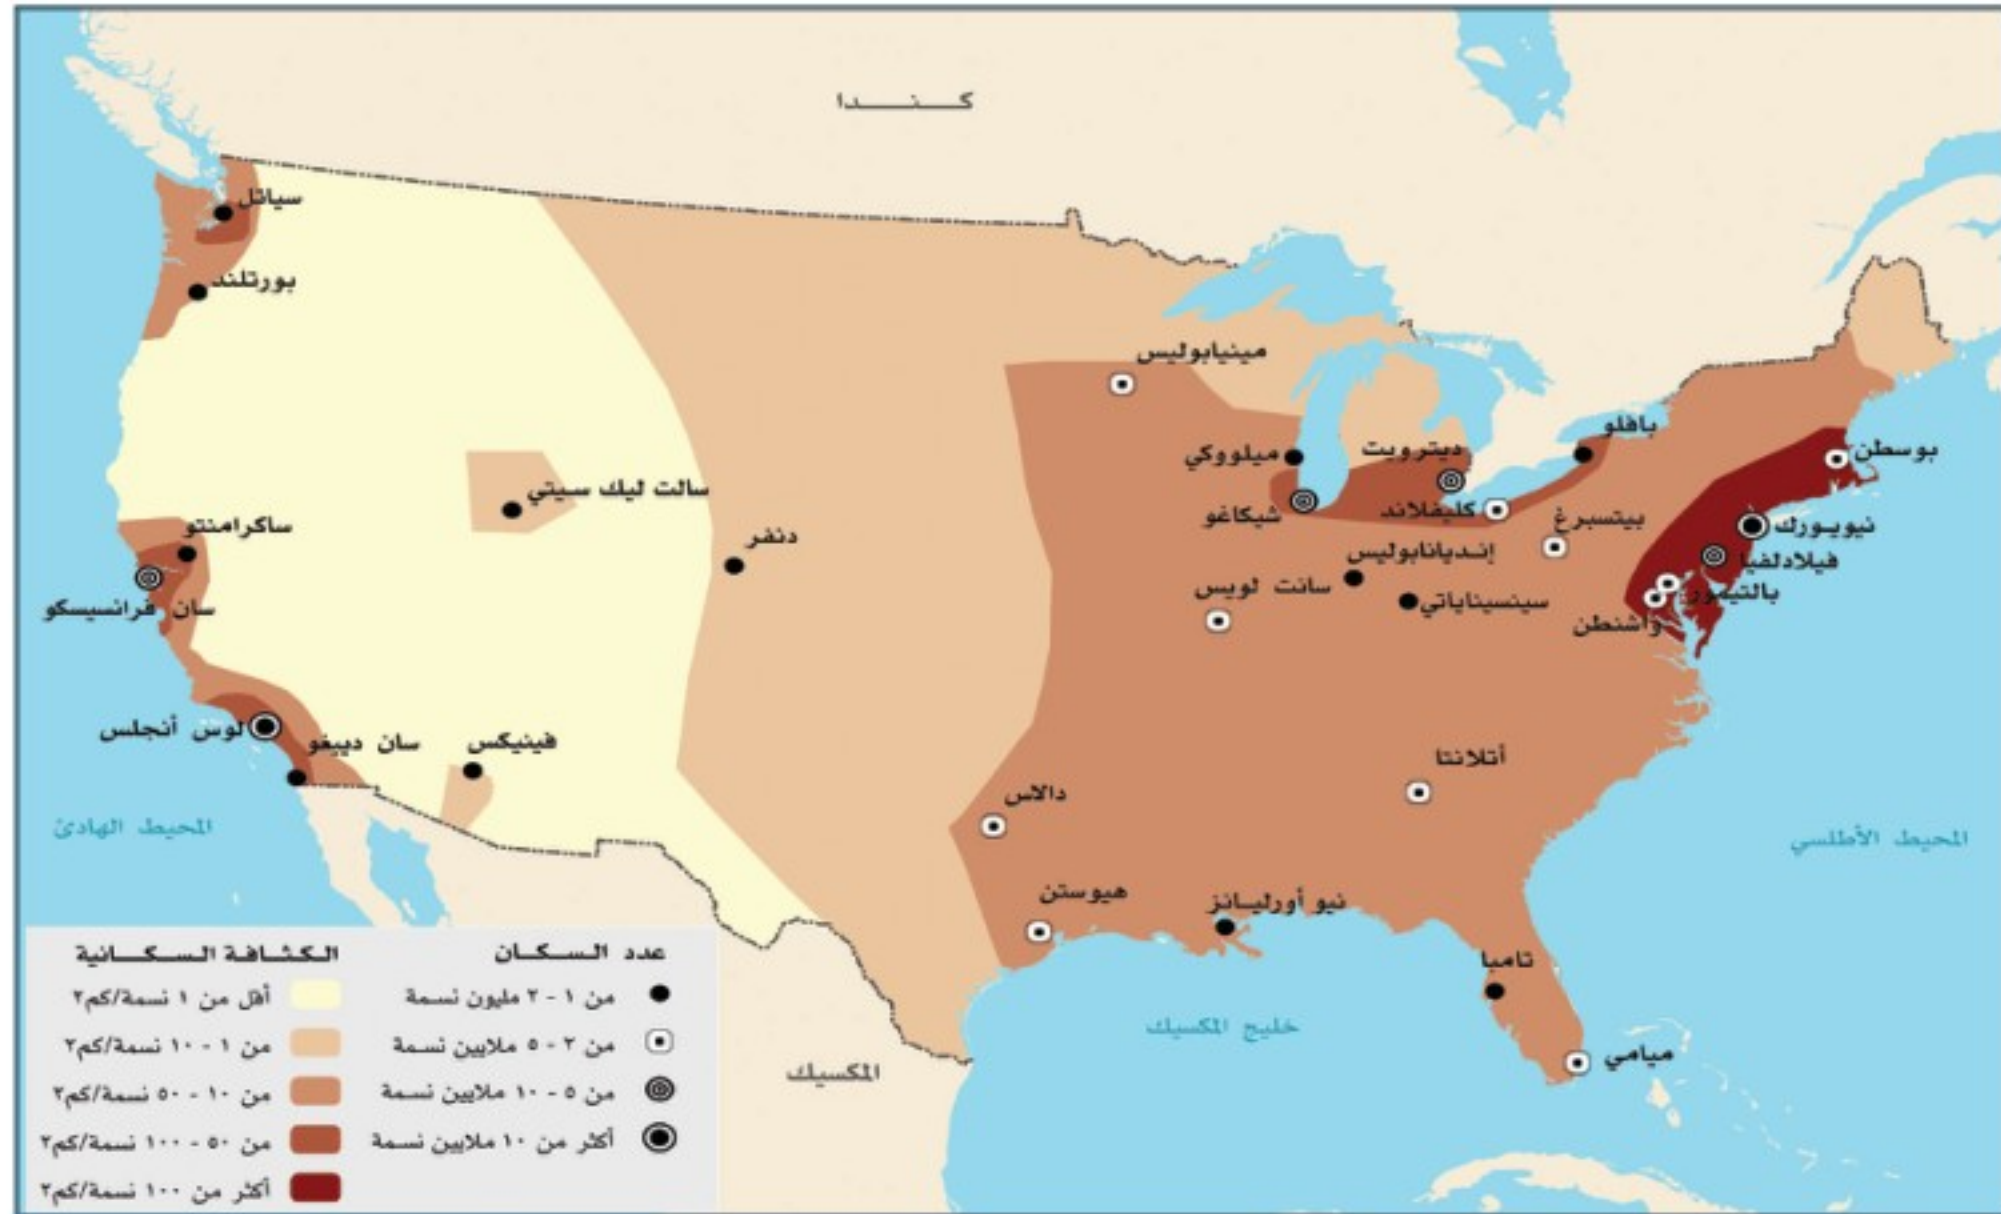 كـنـدا
سياتل
بورتلند
مينيابوليس
بافلو
ديترويت
بوسطن
ميلووكي
سالت ليك سيتي
كليفلاند
شيكاغو
بيتسبرغ
نيويورك
ساكرامنتو
دنفر
إنديانابوليس
فيلادلفيا
سانت لويس
بالتيمور
سينسيناياتي
سان فرانسيسكو
واشنطن
لوس أنجلس
سان دييغو
فينيكس
أتلانتا
دالاس
المحيط الهادئ
المحيط الأطلسي
هيوستن
نيو أورليانز
تامبا
خليج المكسيك
ميامي
المكسيك
عدد السكان
من ١ - ٢ مليون نسمة
من ٢ - ٥ ملايين نسمة
من ٥ - ١٠ ملايين نسمة
أكثر من ١٠ ملايين نسمة
الكثافة السكانية
أقل من ١ نسمة/كم٢
من ١ - ١٠ نسمة/كم٢
من ١٠ - ٥٠ نسمة/كم٢
من ٥٠ - ١٠٠ نسمة/كم٢
أكثر من ١٠٠ نسمة/كم٢